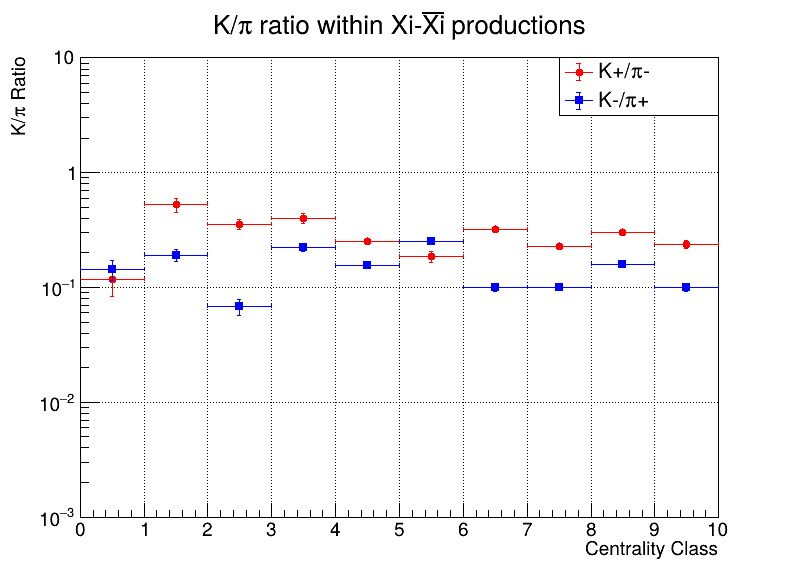 K/π ratio within Xi-X̅i̅ productions
K/π Ratio
K+/π-
K-/π+
10
1
10⁻¹
10⁻²
10⁻³
0 1 2 3 4 5 6 7 8 9 10
Centrality Class